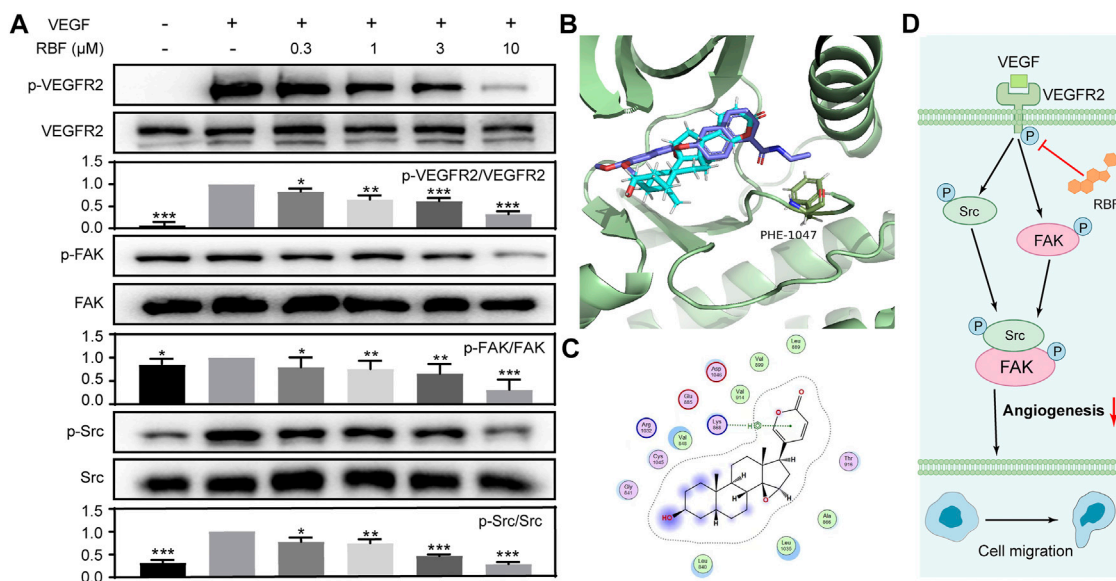 A
VEGF - + + + + +
RBF (μM) - - 0.3 1 3 10
p-VEGFR2
VEGFR2
1.5
1.0
0.5
0.0
p-VEGFR2/VEGFR2
*** * ** *** ***
p-FAK
FAK
1.5
1.0
0.5
0.0
p-FAK/FAK
* * ** ** ***
p-Src
Src
1.5
1.0
0.5
0.0
p-Src/Src
*** * ** *** ***
B
PHE-1047
C
Leu
Val
899
Asp
1046
Glu
885
Val
914
Arg
1032
Lys
868
H
O
O
Val
848
Cys
1045
Thr
916
Gly
841
H
H
H
H
H
O
HO
Ala
866
Leu
1035
Leu
840
D
VEGF
VEGFR2
P
RBF
P
Src
P
FAK
P
Src
P
FAK
Angiogenesis
Cell migration